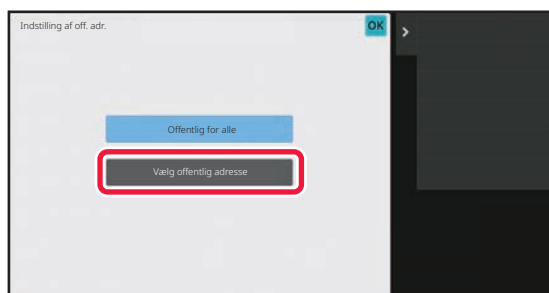 Indstilling af off. adr.
OK
Offentlig for alle
Vælg offentlig adresse